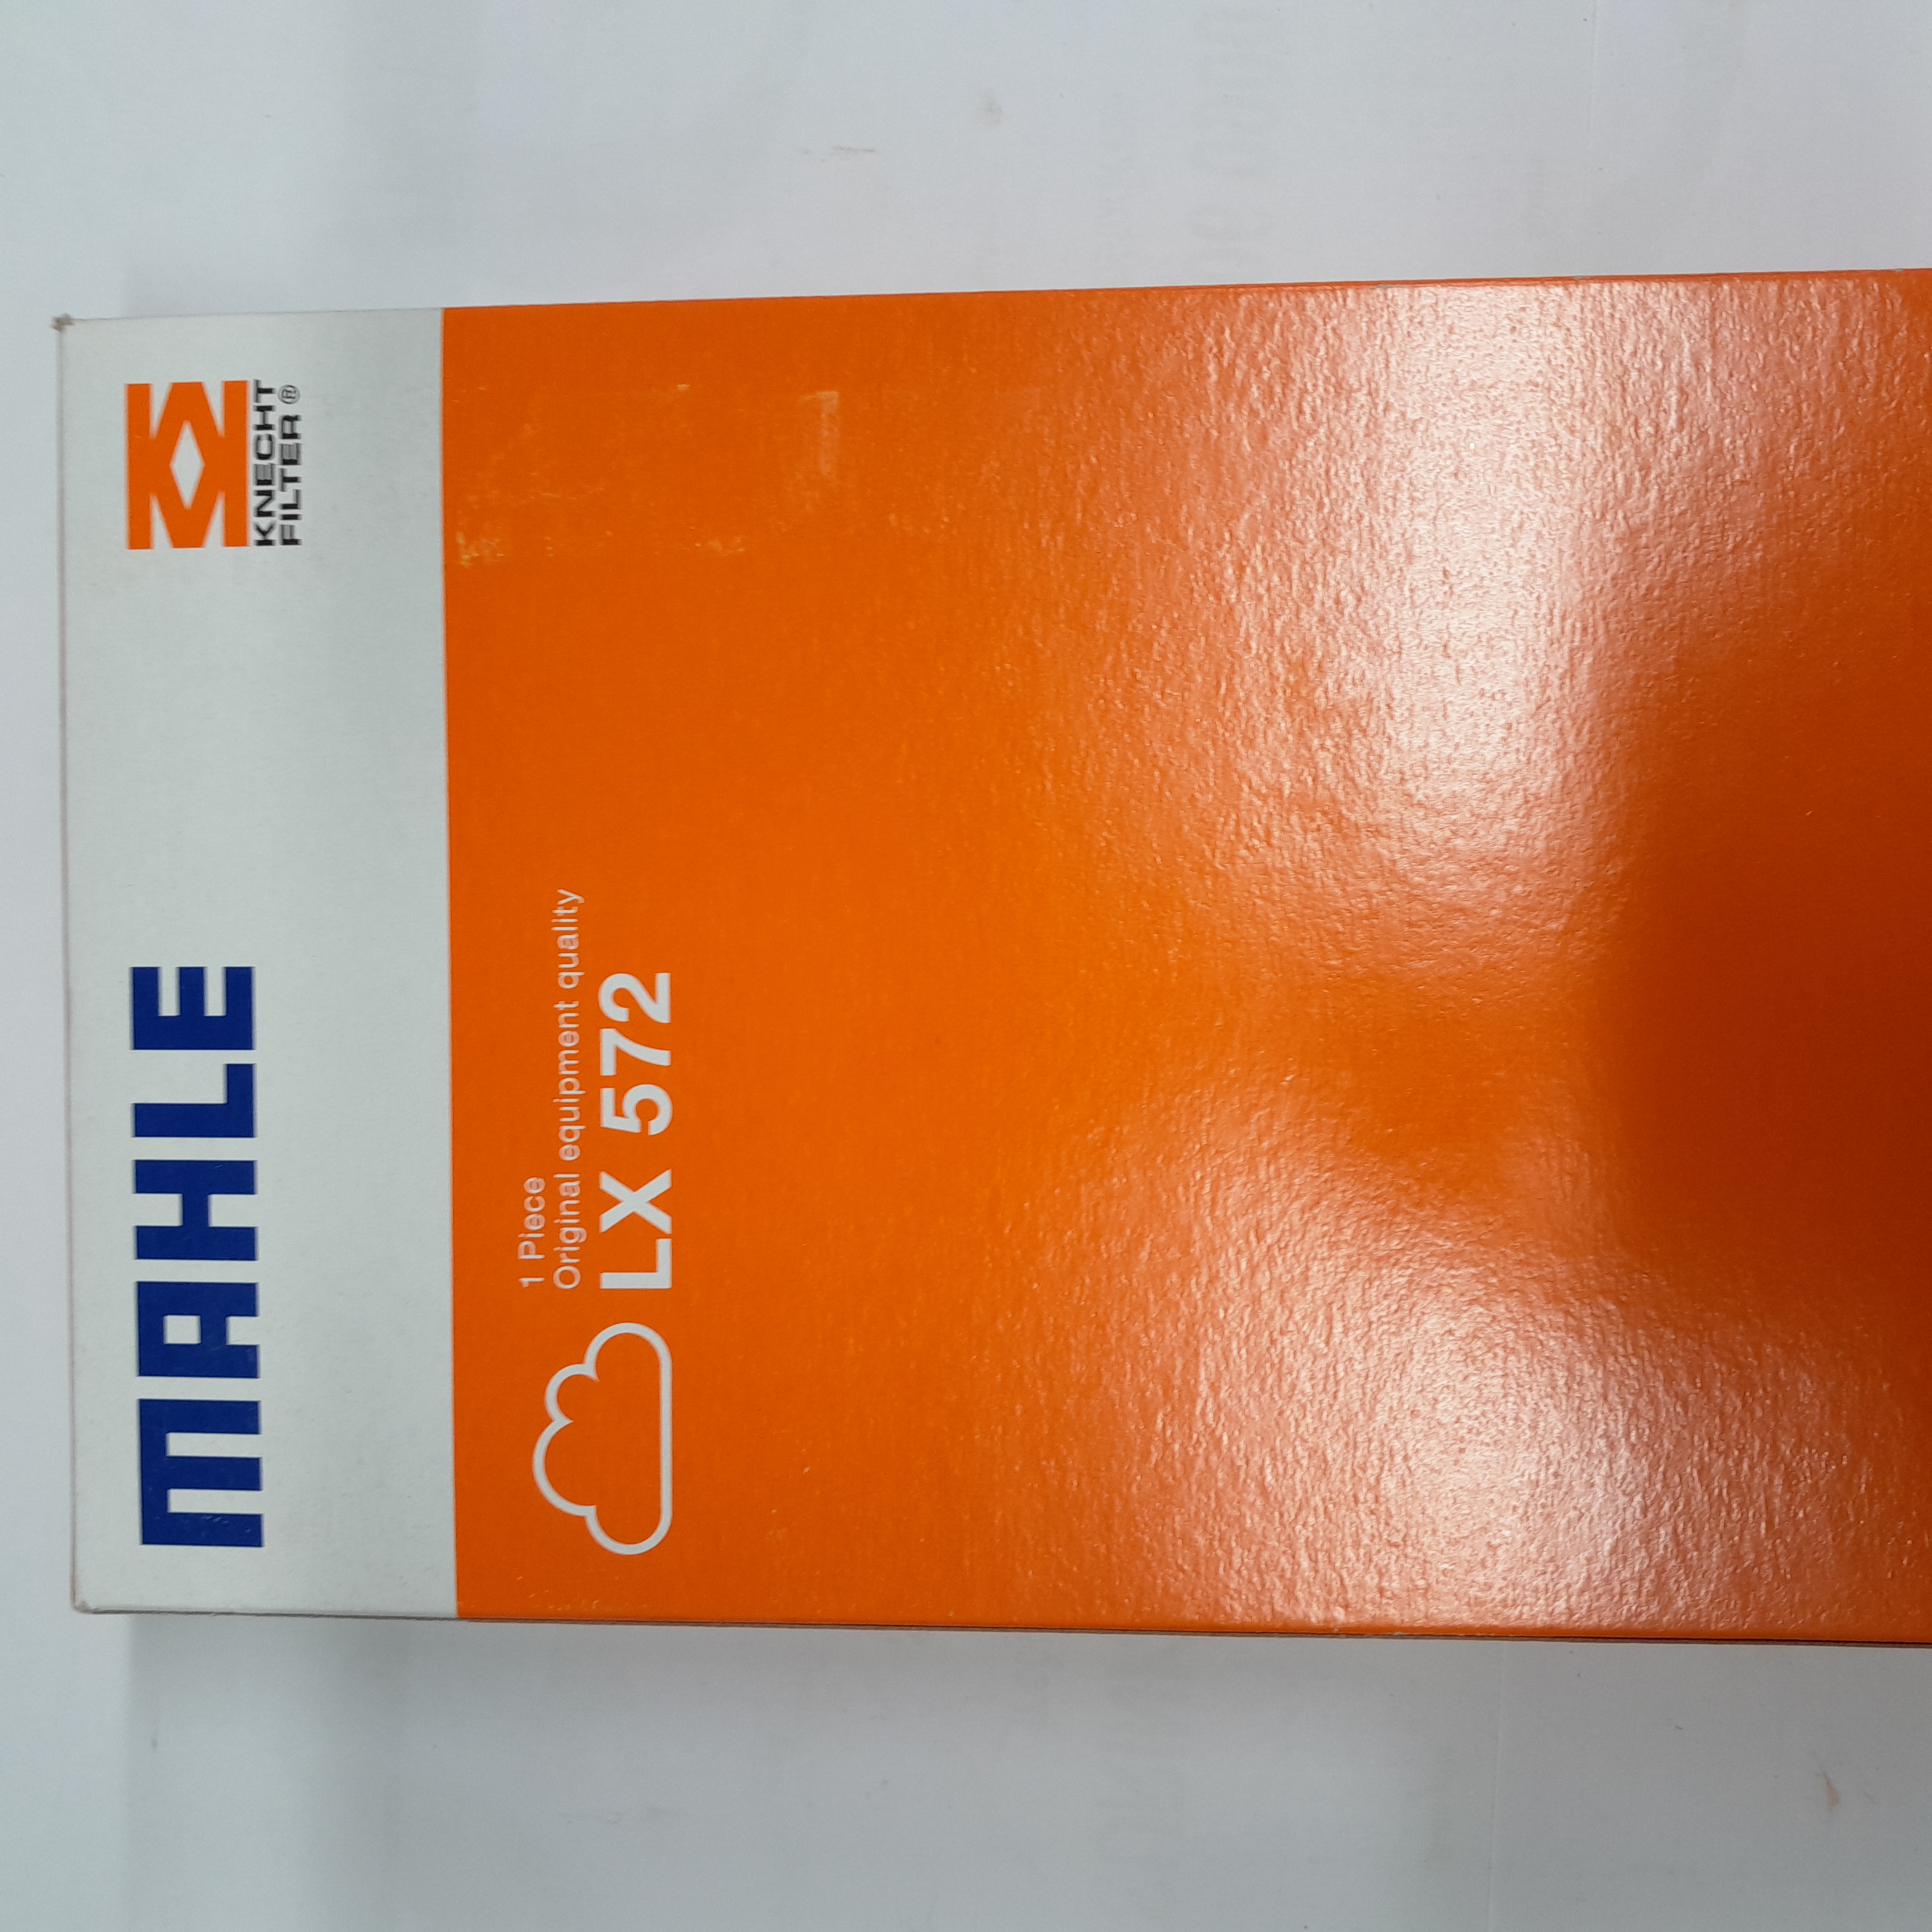 MAHLE
KNECHT
FILTER®
1 Piece
Original equipment quality
LX 572